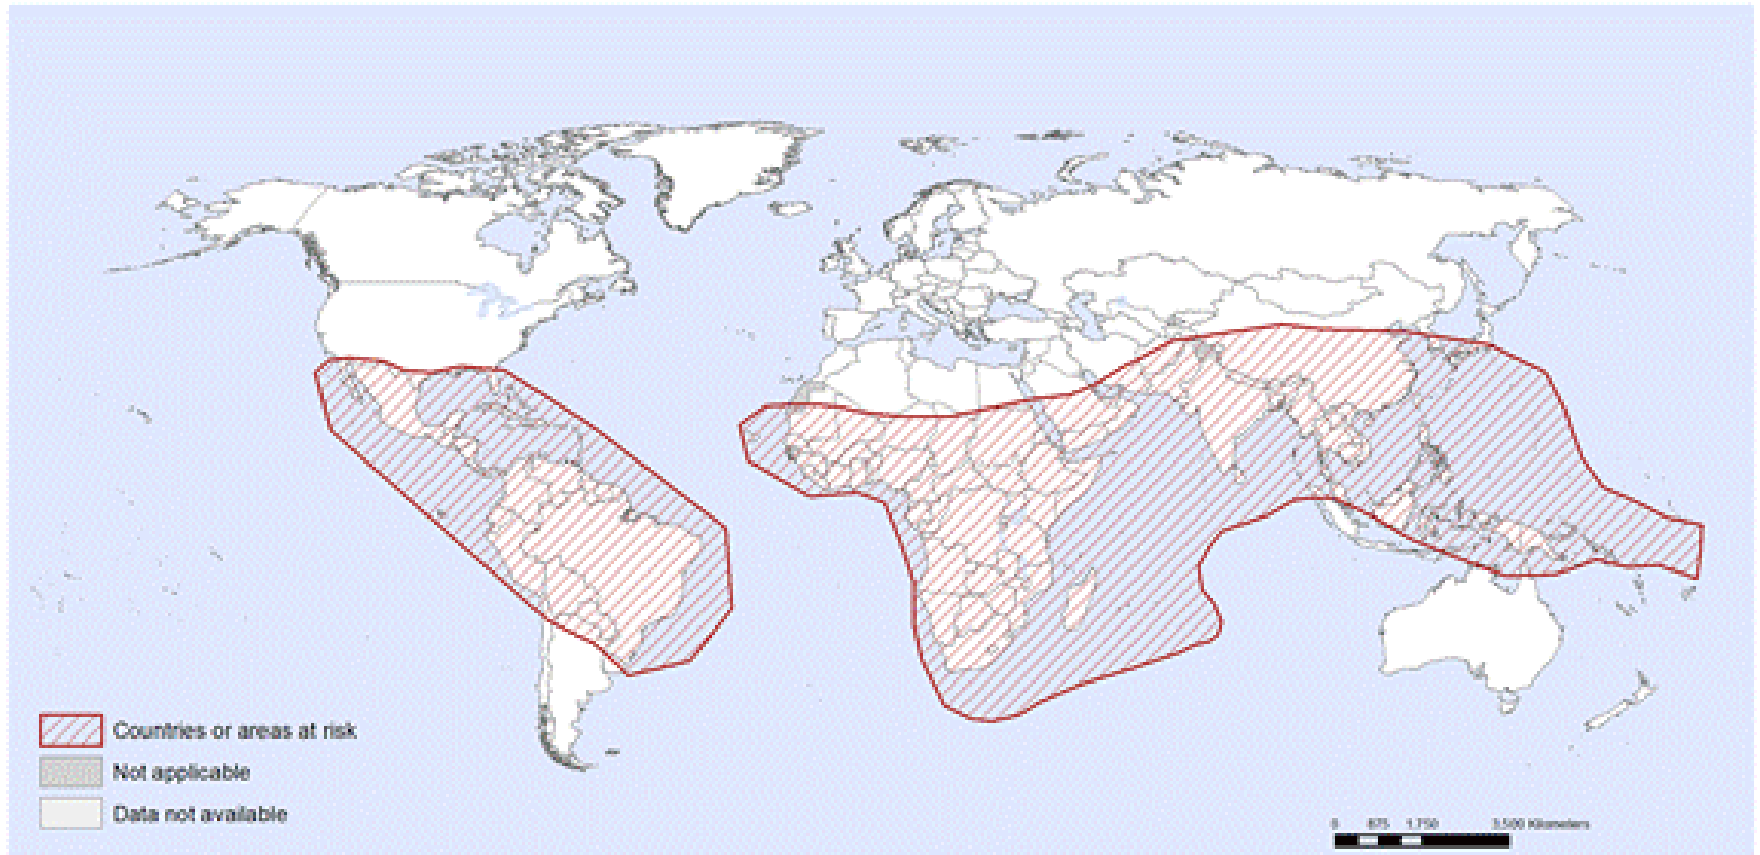 Countries or areas at risk
Not applicable
Data not available
0 875 1,750 3,500 Kilometers